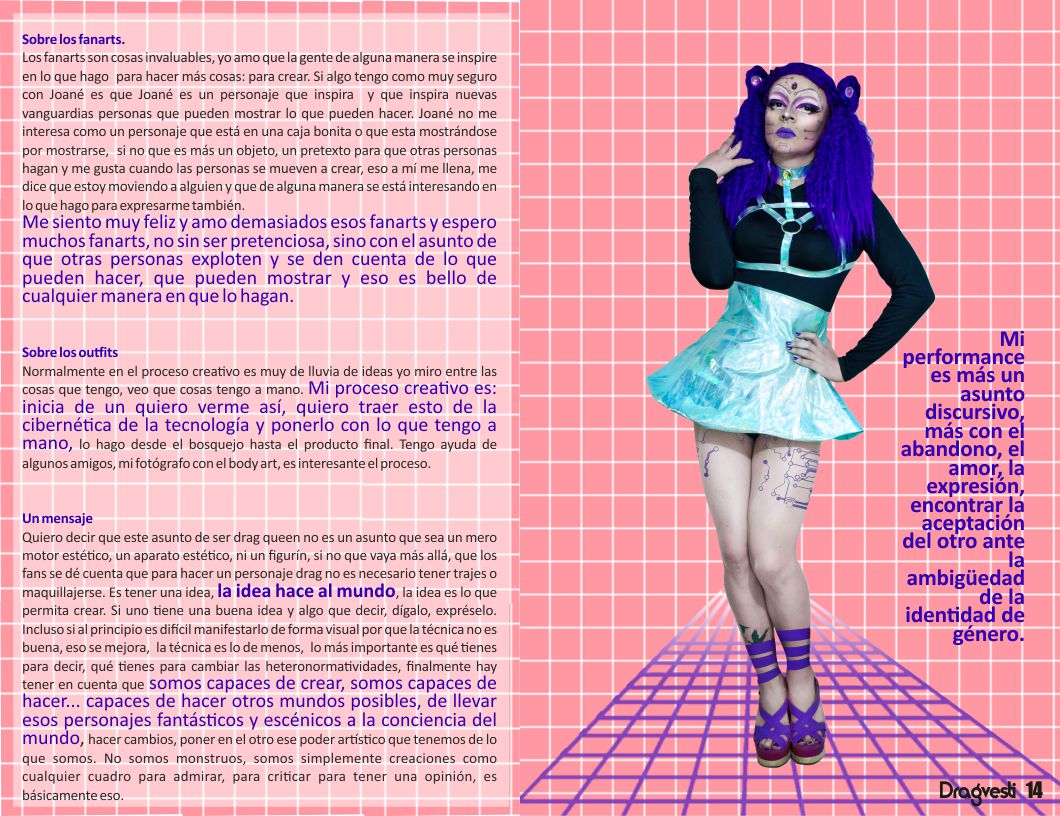 Sobre los fanarts.
Los fanarts son cosas invaluables, yo amo que la gente de alguna manera se inspire
en lo que hago  para hacer más cosas: para crear. Si algo tengo como muy seguro
con Joané es que Joané es un personaje que inspira  y que inspira nuevas
vanguardias personas que pueden mostrar lo que pueden hacer. Joané no me
interesa como un personaje que está en una caja bonita o que esta mostrándose
por mostrarse,  si no que es más un objeto, un pretexto para que otras personas
hagan y me gusta cuando las personas se mueven a crear, eso a mí me llena, me
dice que estoy moviendo a alguien y que de alguna manera se está interesando en
lo que hago para expresarme también.
Me siento muy feliz y amo demasiados esos fanarts y espero
muchos fanarts, no sin ser pretenciosa, sino con el asunto de
que otras personas exploten y se den cuenta de lo que
pueden hacer, que pueden mostrar y eso es bello de
cualquier manera en que lo hagan.
Sobre los outfits
Normalmente en el proceso creativo es muy de lluvia de ideas yo miro entre las
cosas que tengo, veo que cosas tengo a mano. Mi proceso creativo es:
inicia de un quiero verme así, quiero traer esto de la
cibernética de la tecnología y ponerlo con lo que tengo a
mano, lo hago desde el bosquejo hasta el producto final. Tengo ayuda de
algunos amigos, mi fotógrafo con el body art, es interesante el proceso.
Un mensaje
Quiero decir que este asunto de ser drag queen no es un asunto que sea un mero
motor estético, un aparato estético, ni un figurín, si no que vaya más allá, que los
fans se dé cuenta que para hacer un personaje drag no es necesario tener trajes o
maquillajerse. Es tener una idea, la idea hace al mundo, la idea es lo que
permita crear. Si uno tiene una buena idea y algo que decir, dígalo, expréselo.
Incluso si al principio es difícil manifestarlo de forma visual por que la técnica no es
buena, eso se mejora,  la técnica es lo de menos,  lo más importante es qué tienes
para decir, qué tienes para cambiar las heteronormatividades, finalmente hay
tener en cuenta que somos capaces de crear, somos capaces de
hacer... capaces de hacer otros mundos posibles, de llevar
esos personajes fantásticos y escénicos a la conciencia del
mundo, hacer cambios, poner en el otro ese poder artístico que tenemos de lo
que somos. No somos monstruos, somos simplemente creaciones como
cualquier cuadro para admirar, para criticar para tener una opinión, es
básicamente eso.
Mi
performance
es más un
asunto
discursivo,
más con el
abandono, el
amor, la
expresión,
encontrar la
aceptación
del otro ante
la
ambigüedad
de la
identidad de
género.
Dragvesti 14